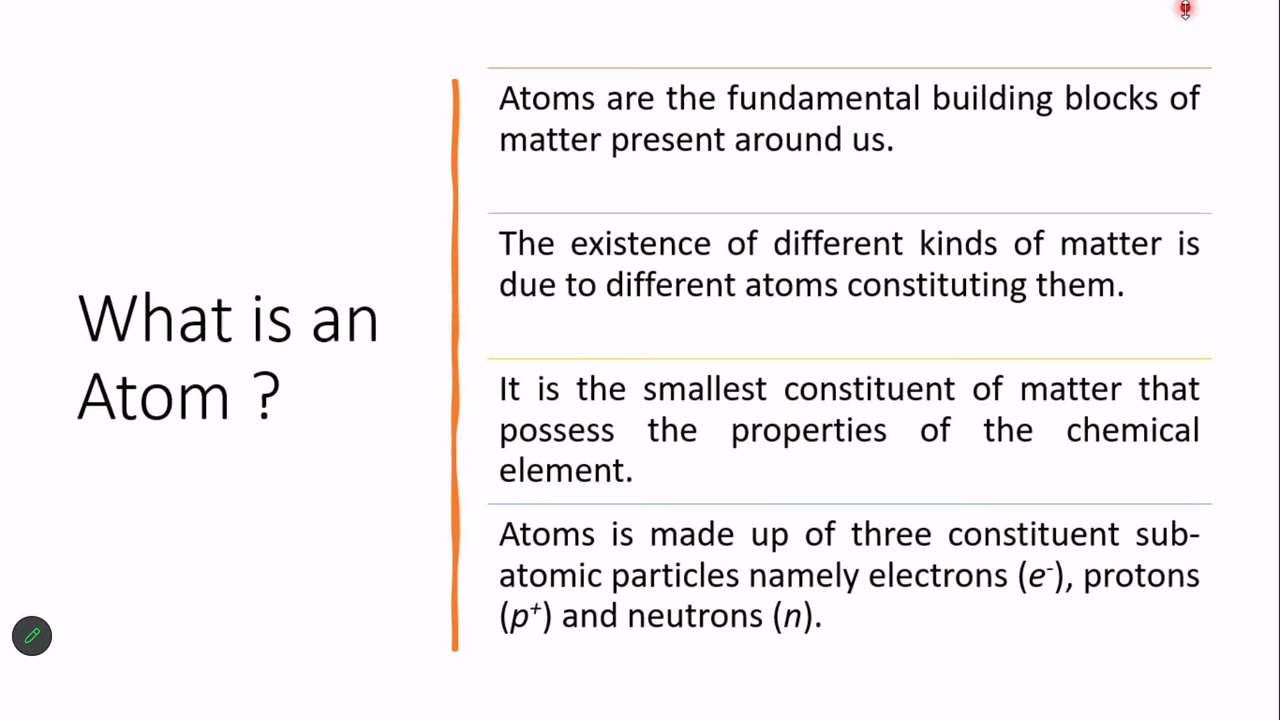 What is an
Atom ?
Atoms are the fundamental building blocks of
matter present around us.
The existence of different kinds of matter is
due to different atoms constituting them.
It is the smallest constituent of matter that
possess the properties of the chemical
element.
Atoms is made up of three constituent sub-
atomic particles namely electrons (e⁻), protons
(p⁺) and neutrons (n).